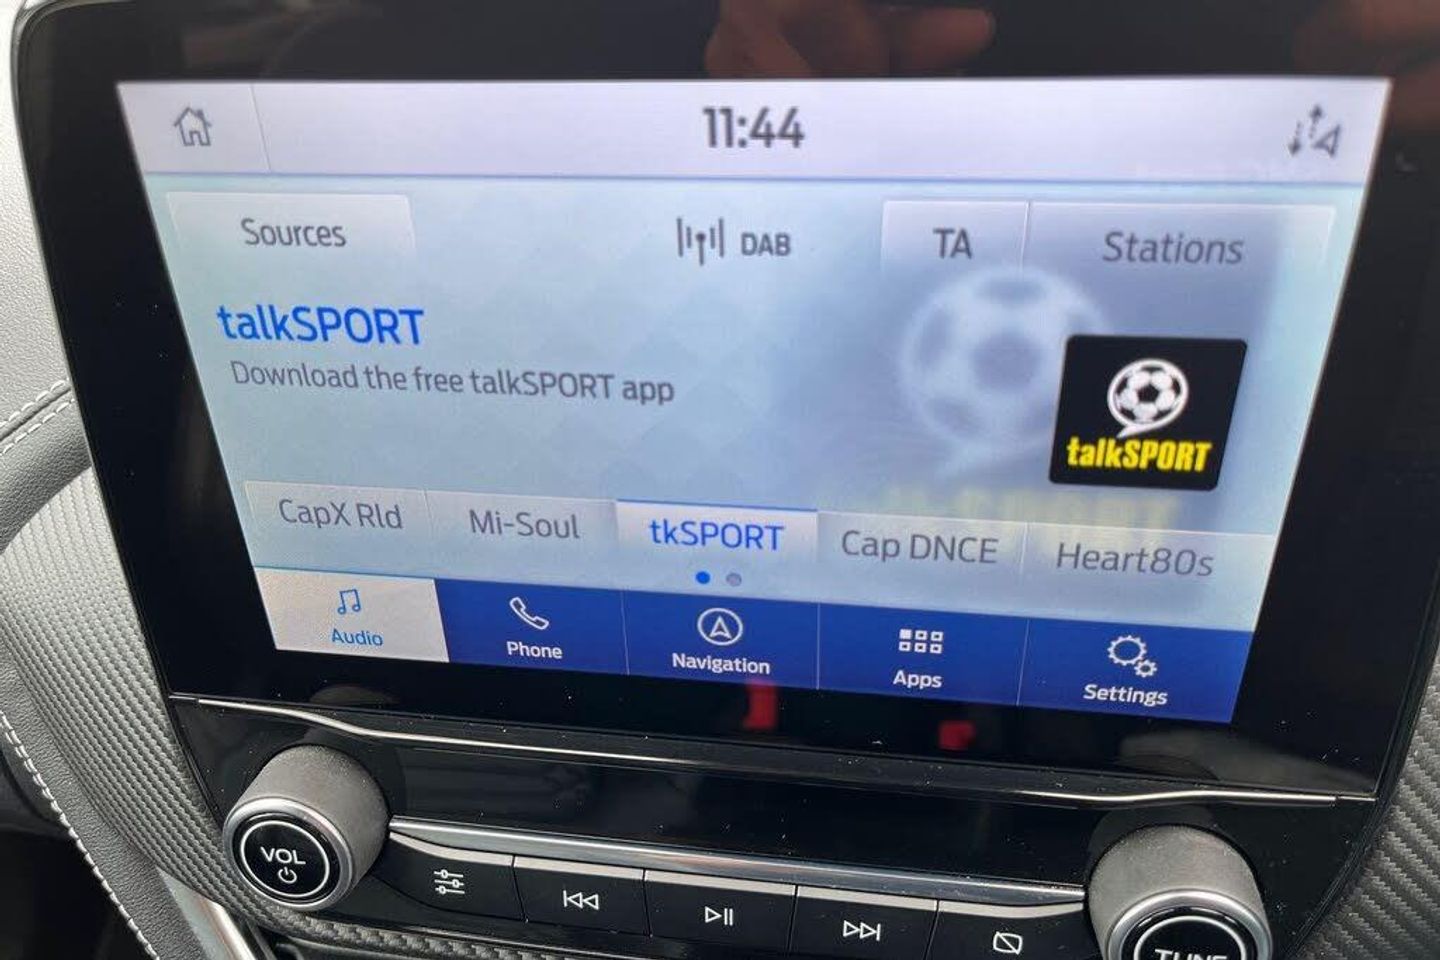 11:44
Sources
DAB
TA
Stations
talkSPORT
Download the free talkSPORT app
talkSPORT
CapX Rld
Mi-Soul
tkSPORT
Cap DNCE
Heart80s
Audio
Phone
Navigation
Apps
Settings
VOL
TUNE